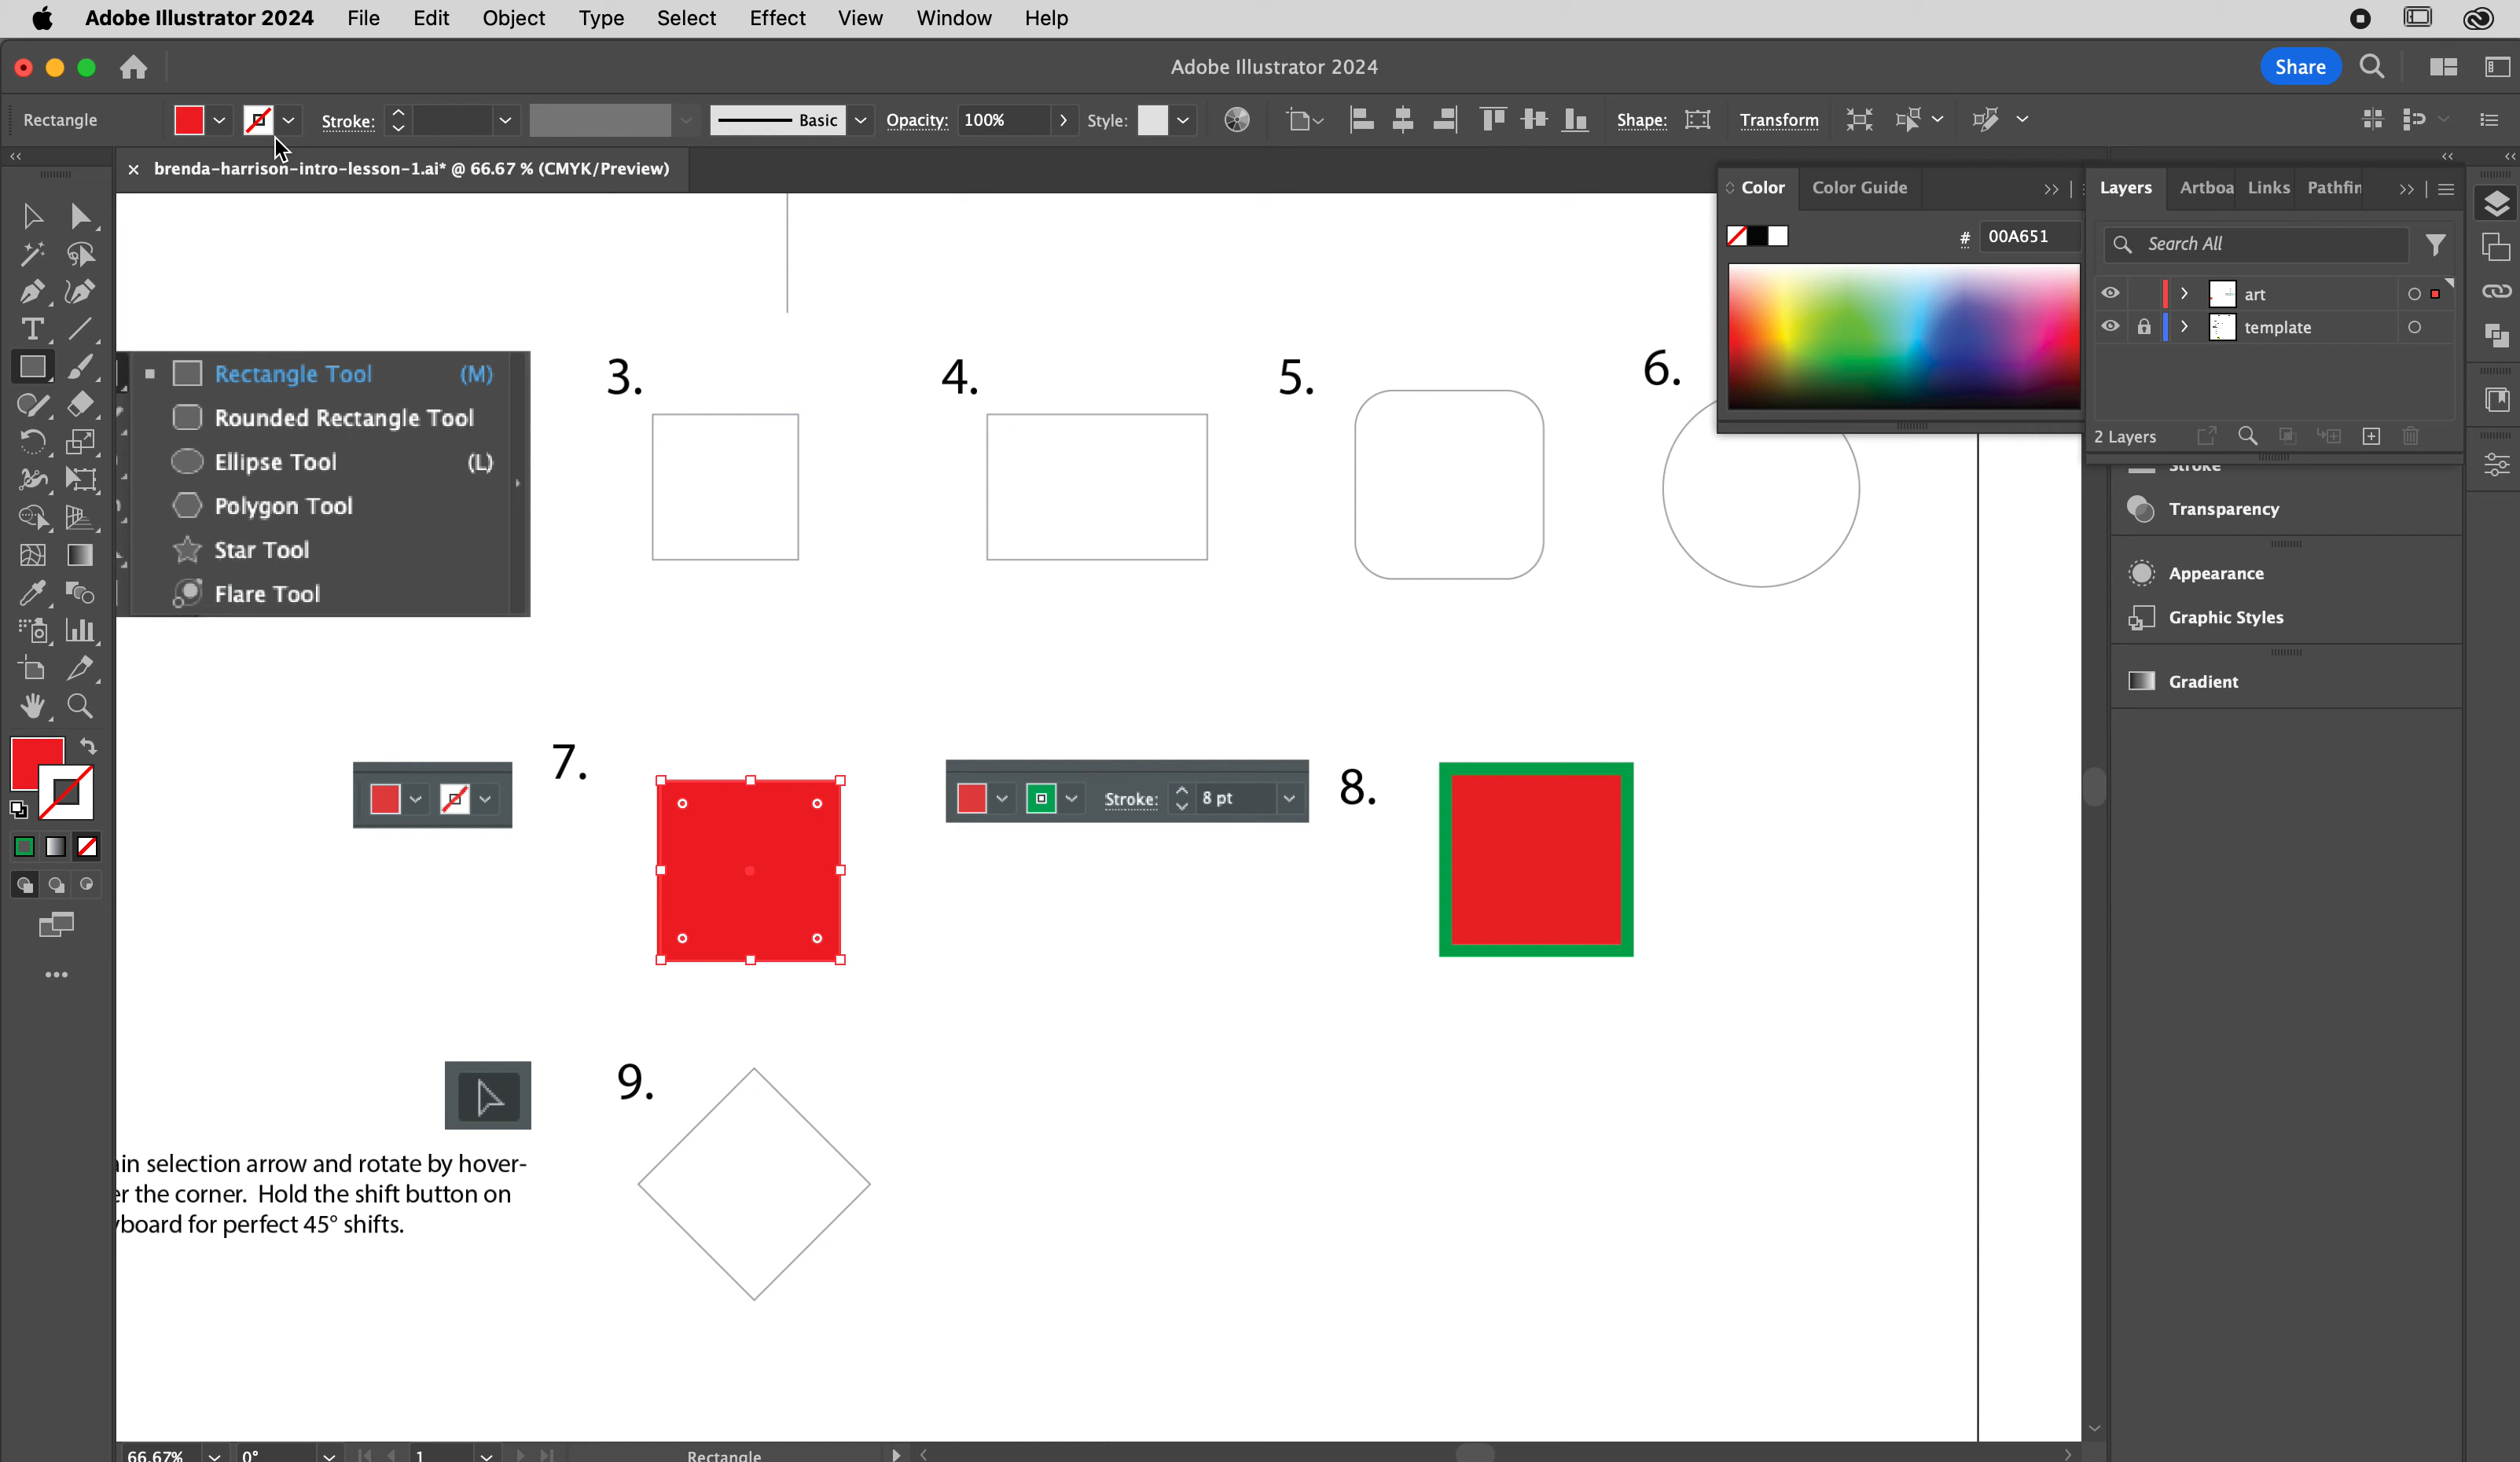 Adobe Illustrator 2024 File Edit Object Type Select Effect View Window Help
Adobe Illustrator 2024
Share
Rectangle Stroke: Basic Opacity: 100% Style: Shape: Transform
× brenda-harrison-intro-lesson-1.ai* @ 66.67 % (CMYK/Preview)
Color Color Guide
# 00A651
Layers Artboa Links Pathfin
Search All
art
template
2 Layers
Stroke
Transparency
Appearance
Graphic Styles
Gradient
Rectangle Tool (M)
Rounded Rectangle Tool
Ellipse Tool (L)
Polygon Tool
Star Tool
Flare Tool
3.
4.
5.
6.
7.
Stroke: 8 pt
8.
9.
ain selection arrow and rotate by hover-
er the corner. Hold the shift button on
yboard for perfect 45° shifts.
66.67% 0° 1 Rectangle